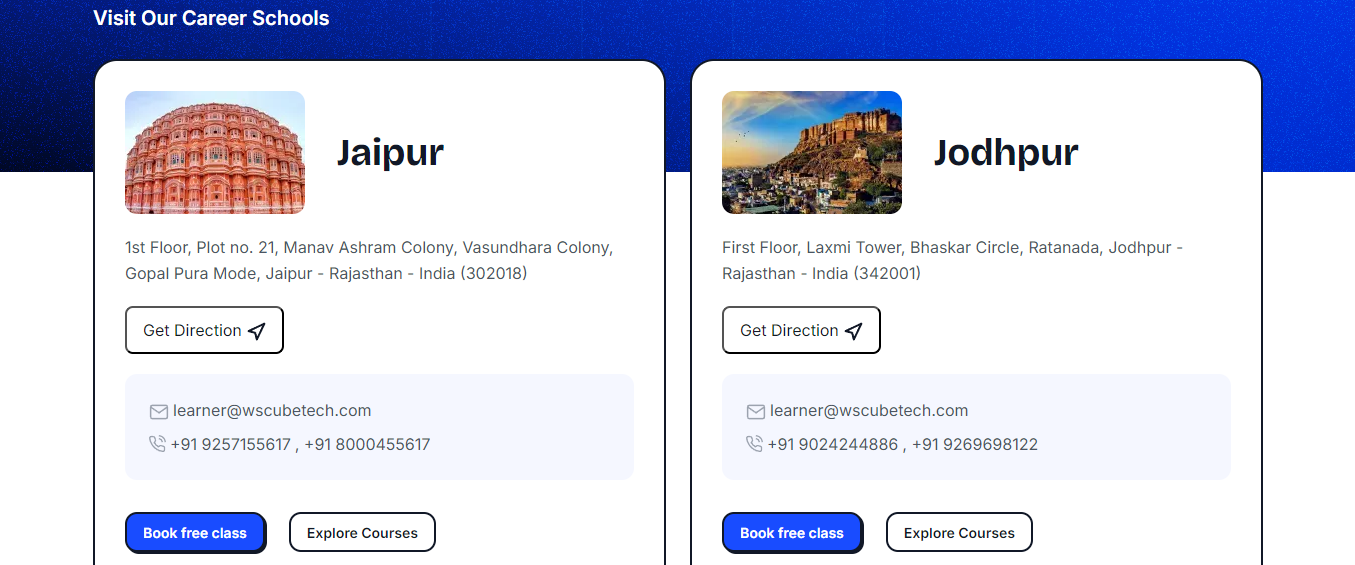 Visit Our Career Schools
Jaipur
1st Floor, Plot no. 21, Manav Ashram Colony, Vasundhara Colony,
Gopal Pura Mode, Jaipur - Rajasthan - India (302018)
Get Direction
learner@wscubetech.com
+91 9257155617 , +91 8000455617
Book free class
Explore Courses
Jodhpur
First Floor, Laxmi Tower, Bhaskar Circle, Ratanada, Jodhpur -
Rajasthan - India (342001)
Get Direction
learner@wscubetech.com
+91 9024244886 , +91 9269698122
Book free class
Explore Courses